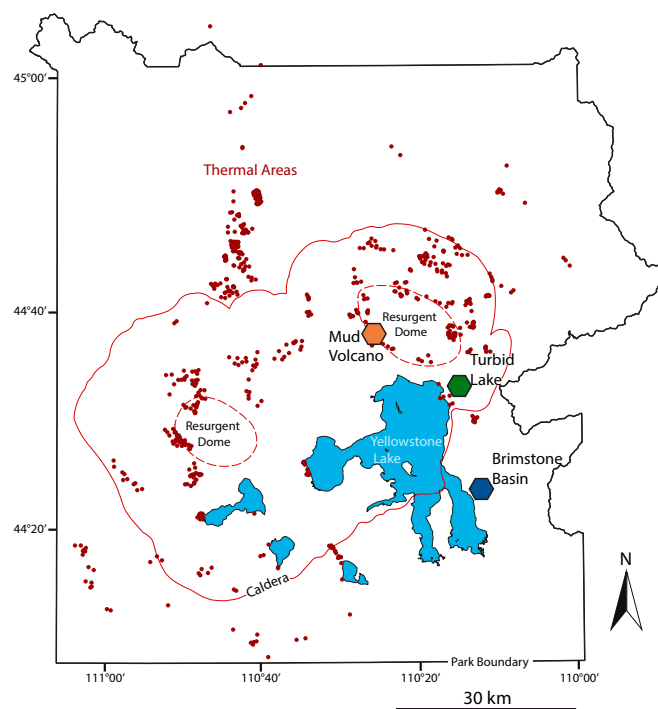 45°00'
Thermal Areas
44°40'
Resurgent
Dome
Mud
Volcano
Turbid
Lake
Resurgent
Dome
Yellowstone
Lake
Brimstone
Basin
44°20'
Caldera
N
Park Boundary
111°00'
110°40'
110°20'
110°00'
30 km